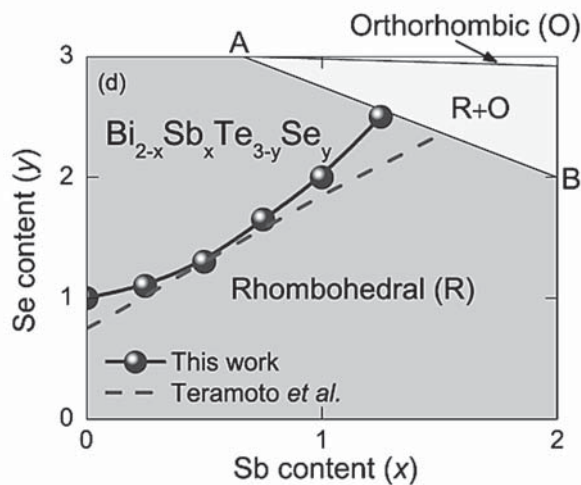 A
Orthorhombic (O)
3
(d)
R+O
Bi2-xSbxTe3-ySey
2
B
Se content (y)
Rhombohedral (R)
1
This work
Teramoto et al.
0
0
1
2
Sb content (x)